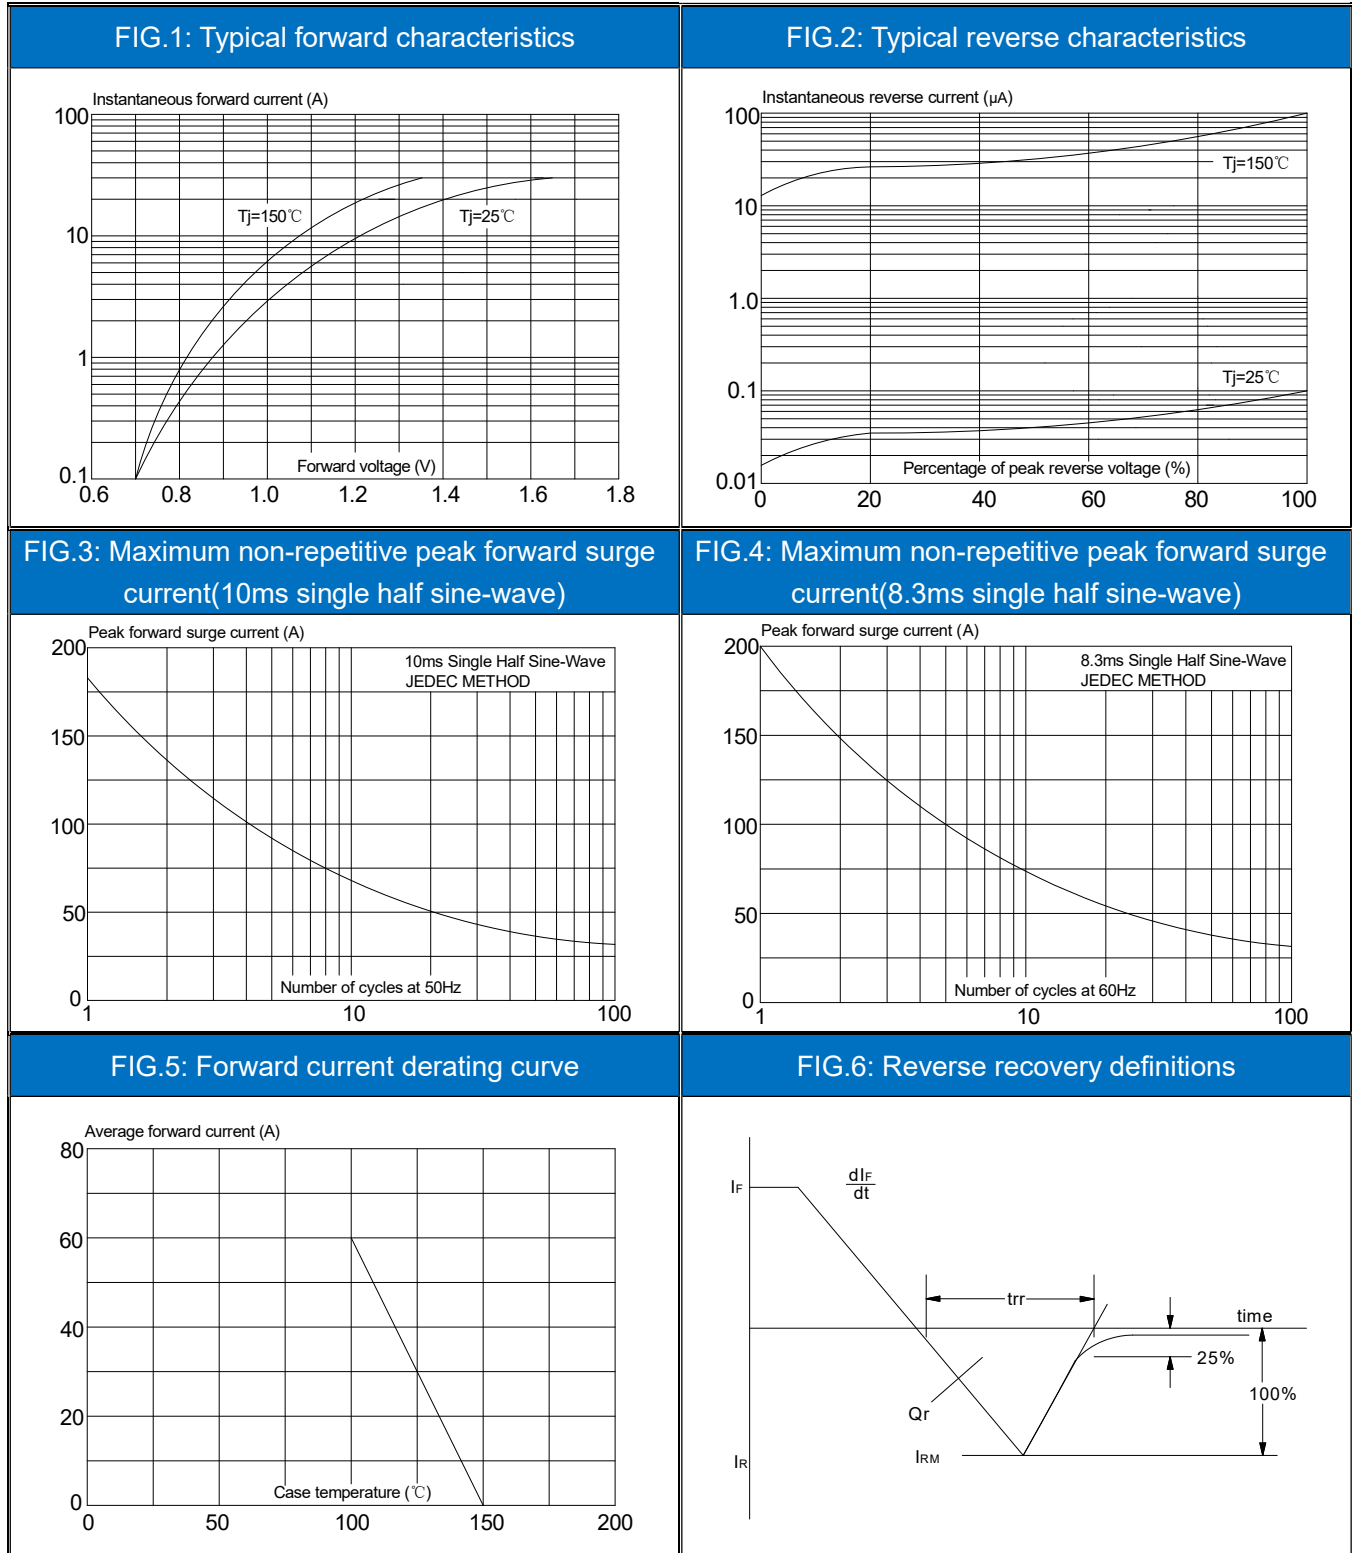 FIG.1: Typical forward characteristics
Instantaneous forward current (A)
100
10
1
0.1
Tj=150℃
Tj=25℃
Forward voltage (V)
0.6 0.8 1.0 1.2 1.4 1.6 1.8
FIG.2: Typical reverse characteristics
Instantaneous reverse current (μA)
100
Tj=150℃
10
1.0
Tj=25℃
0.1
Percentage of peak reverse voltage (%)
0.01
0 20 40 60 80 100
FIG.3: Maximum non-repetitive peak forward surge
current(10ms single half sine-wave)
Peak forward surge current (A)
200
10ms Single Half Sine-Wave
JEDEC METHOD
150
100
50
Number of cycles at 50Hz
0
1 10 100
FIG.4: Maximum non-repetitive peak forward surge
current(8.3ms single half sine-wave)
Peak forward surge current (A)
200
8.3ms Single Half Sine-Wave
JEDEC METHOD
150
100
50
Number of cycles at 60Hz
0
1 10 100
FIG.5: Forward current derating curve
Average forward current (A)
80
60
40
20
Case temperature (℃)
0
0 50 100 150 200
FIG.6: Reverse recovery definitions
IF
dIF
dt
trr
time
25%
100%
Qr
IRM
IR